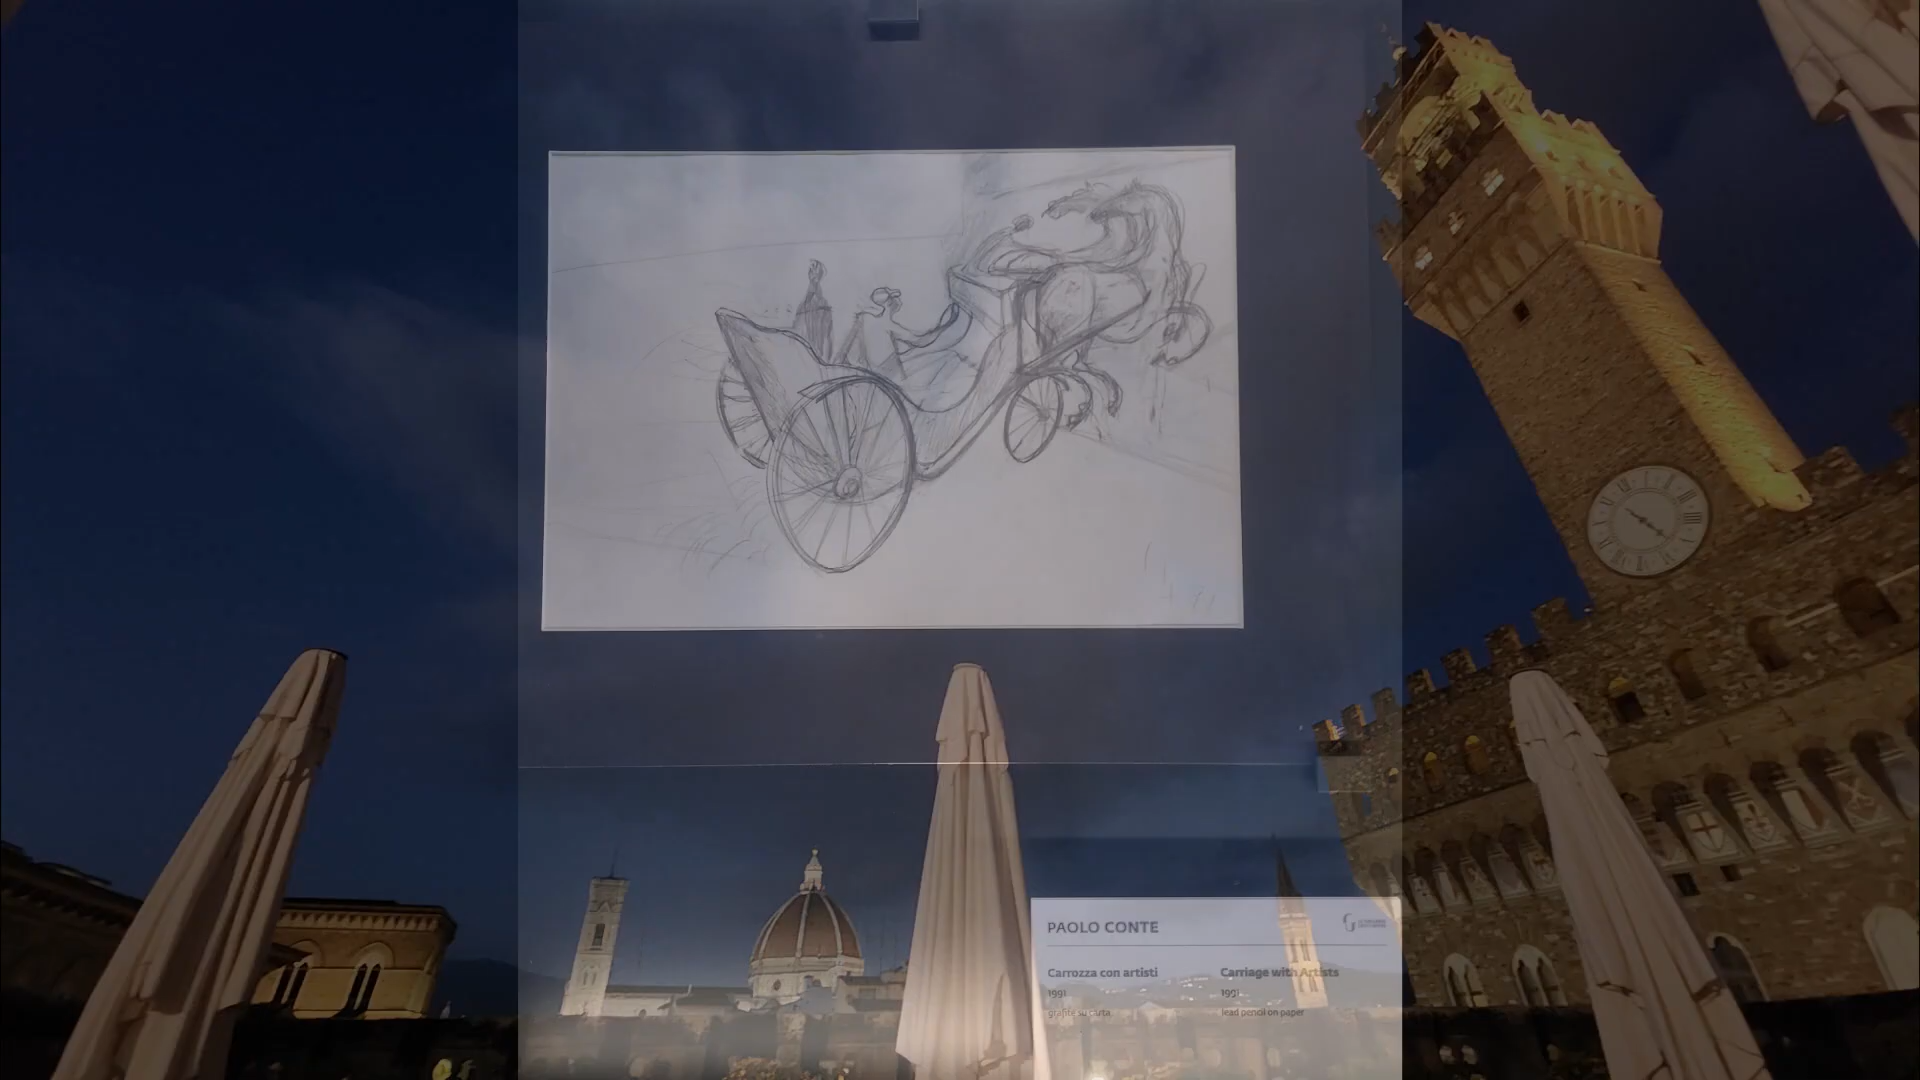 PAOLO CONTE
Carrozza con artisti
1991
grafite su carta
Carriage with Artists
1991
lead pencil on paper